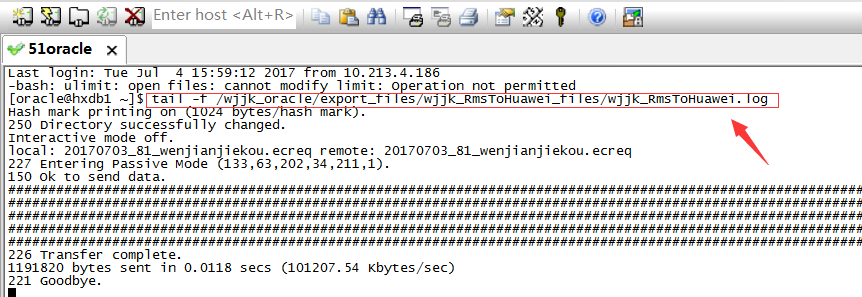 Enter host <Alt+R>
51oracle
Last login: Tue Jul 4 15:59:12 2017 from 10.213.4.186
-bash: ulimit: open files: cannot modify limit: Operation not permitted
[oracle@hxdb1 ~]$ tail -f /wjjk_oracle/export_files/wjjk_RmsToHuawei_files/wjjk_RmsToHuawei.log
Hash mark printing on (1024 bytes/hash mark).
250 Directory successfully changed.
Interactive mode off.
local: 20170703_81_wenjianjiekou.ecreq remote: 20170703_81_wenjianjiekou.ecreq
227 Entering Passive Mode (133,63,202,34,211,1).
150 Ok to send data.
###########################################################################################################
###########################################################################################################
###########################################################################################################
###########################################################################################################
###########################################################################################################
226 Transfer complete.
1191820 bytes sent in 0.0118 secs (101207.54 Kbytes/sec)
221 Goodbye.